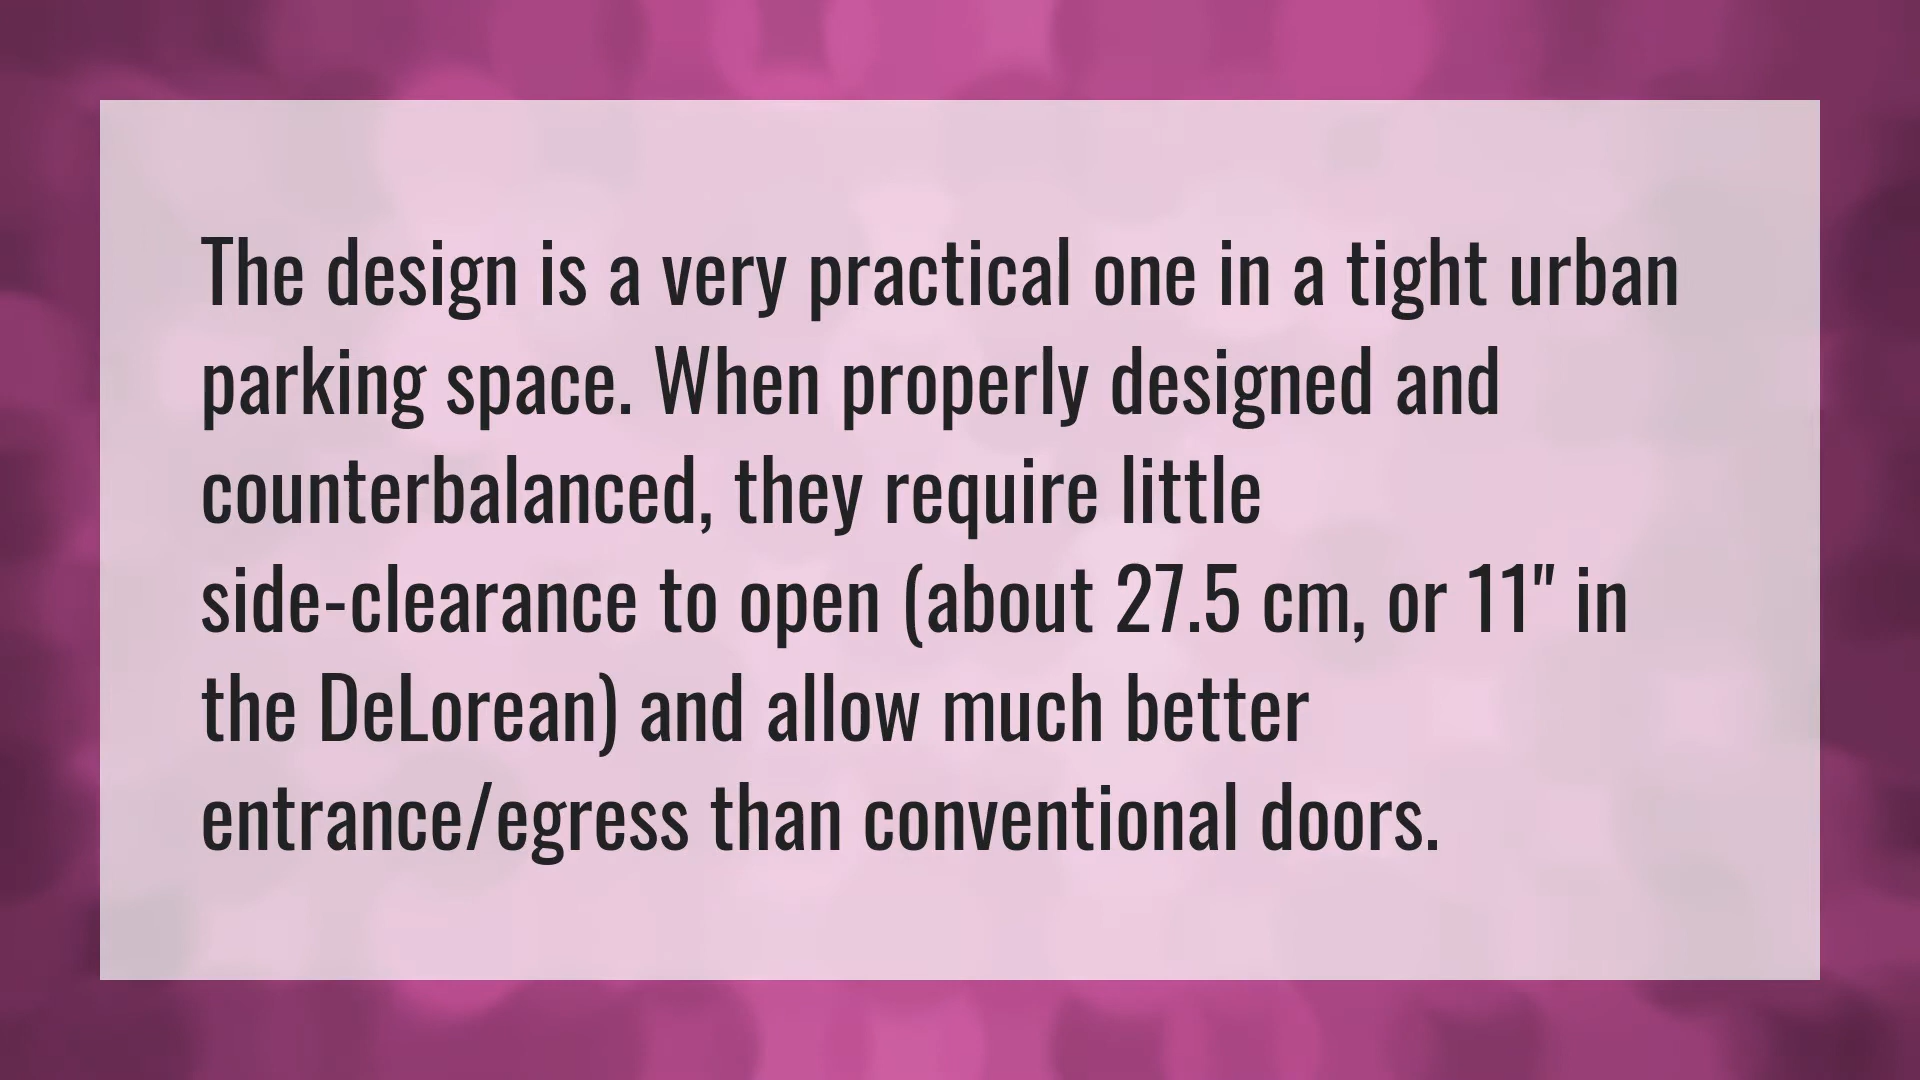 The design is a very practical one in a tight urban
parking space. When properly designed and
counterbalanced, they require little
side-clearance to open (about 27.5 cm, or 11" in
the DeLorean) and allow much better
entrance/egress than conventional doors.